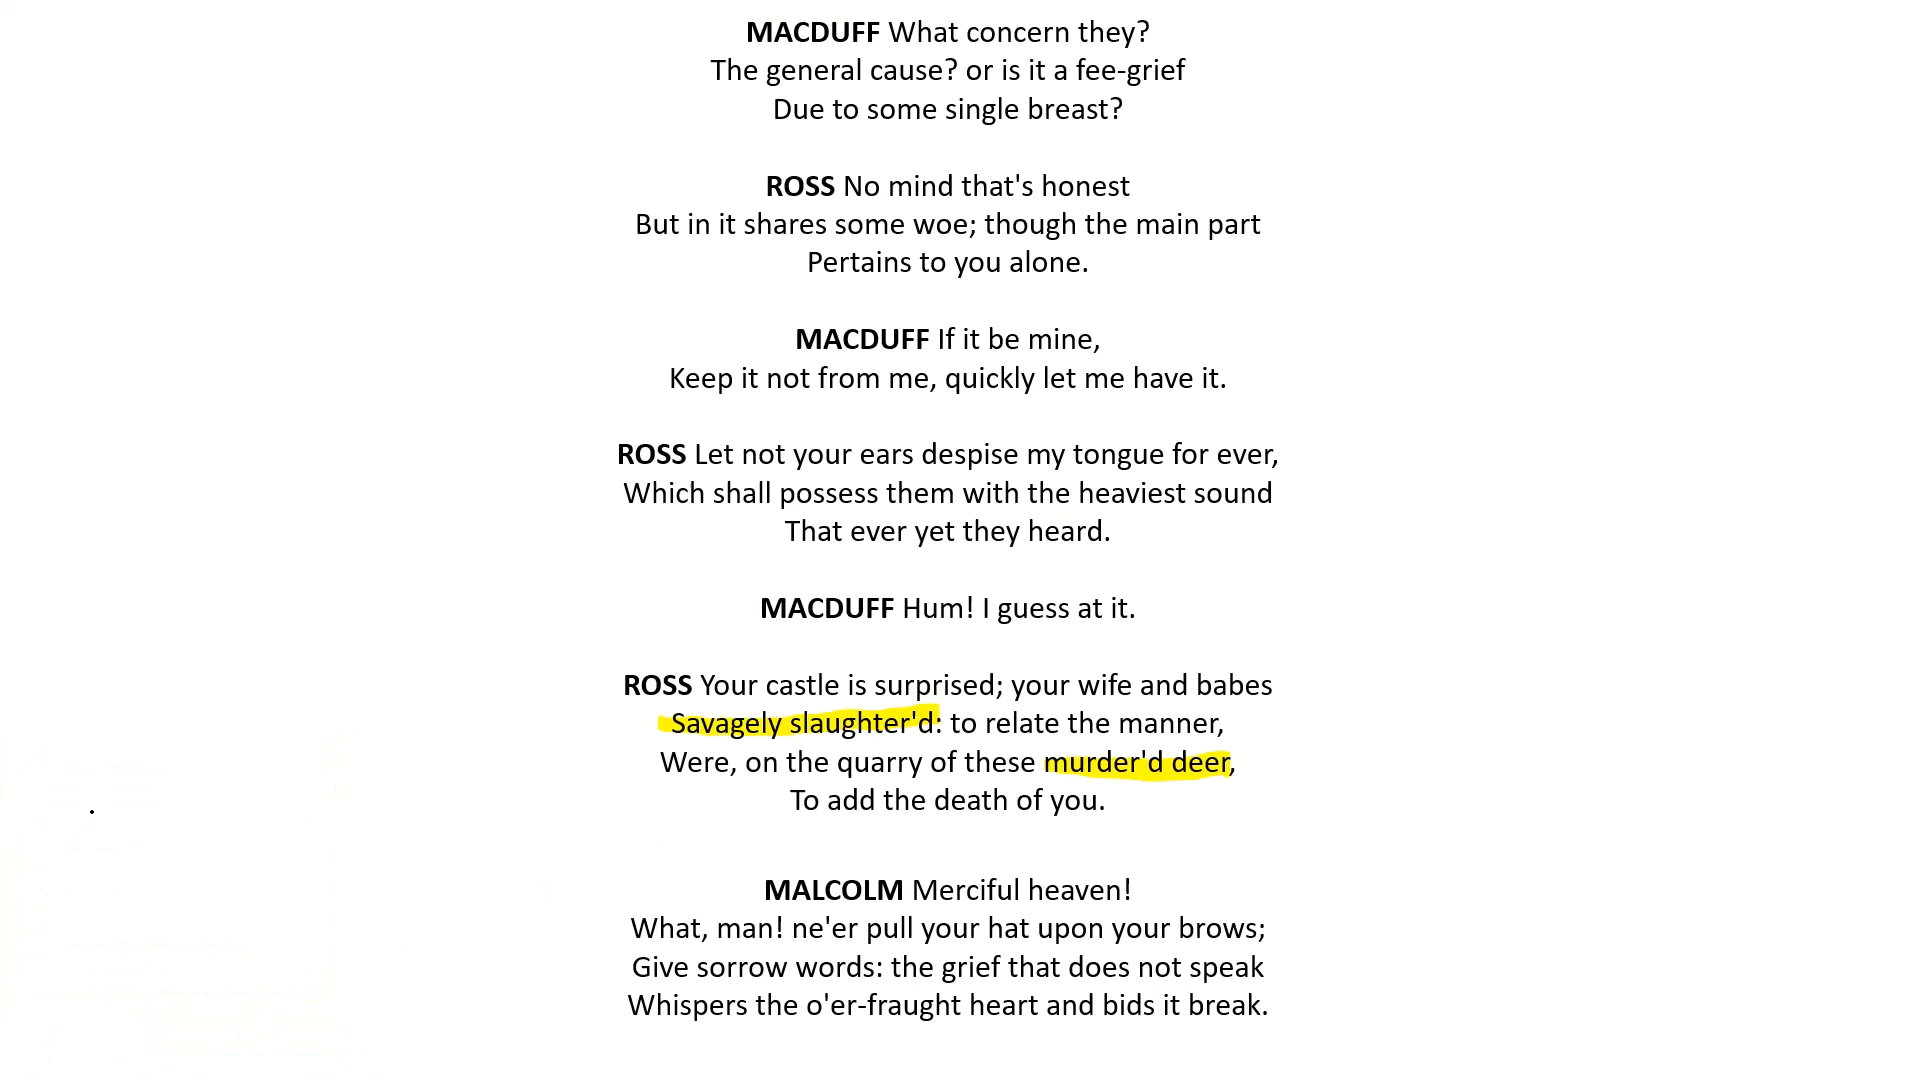 MACDUFF What concern they?
The general cause? or is it a fee-grief
Due to some single breast?
ROSS No mind that's honest
But in it shares some woe; though the main part
Pertains to you alone.
MACDUFF If it be mine,
Keep it not from me, quickly let me have it.
ROSS Let not your ears despise my tongue for ever,
Which shall possess them with the heaviest sound
That ever yet they heard.
MACDUFF Hum! I guess at it.
ROSS Your castle is surprised; your wife and babes
Savagely slaughter'd: to relate the manner,
Were, on the quarry of these murder'd deer,
To add the death of you.
MALCOLM Merciful heaven!
What, man! ne'er pull your hat upon your brows;
Give sorrow words: the grief that does not speak
Whispers the o'er-fraught heart and bids it break.